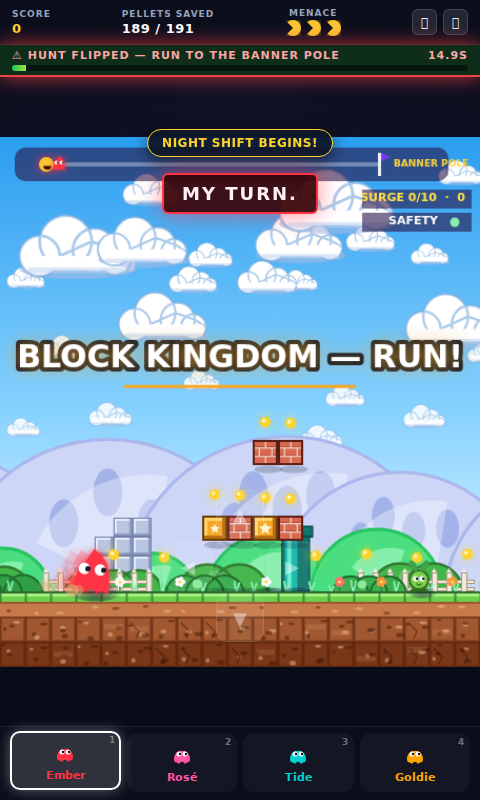 SCORE
0
PELLETS SAVED
189 / 191
MENACE
⚠ HUNT FLIPPED — RUN TO THE BANNER POLE
14.9S
NIGHT SHIFT BEGINS!
BANNER POLE
MY TURN.
SURGE 0/10 · 0
SAFETY
BLOCK KINGDOM — RUN!
1
Ember
2
Rosé
3
Tide
4
Goldie